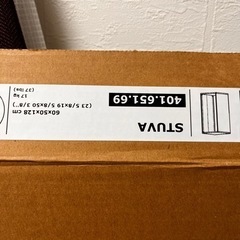 STUVA
401.651.69
60x50x128 cm
(23 5/8x19 5/8x50 3/8")
17 kg
(37 lbs)